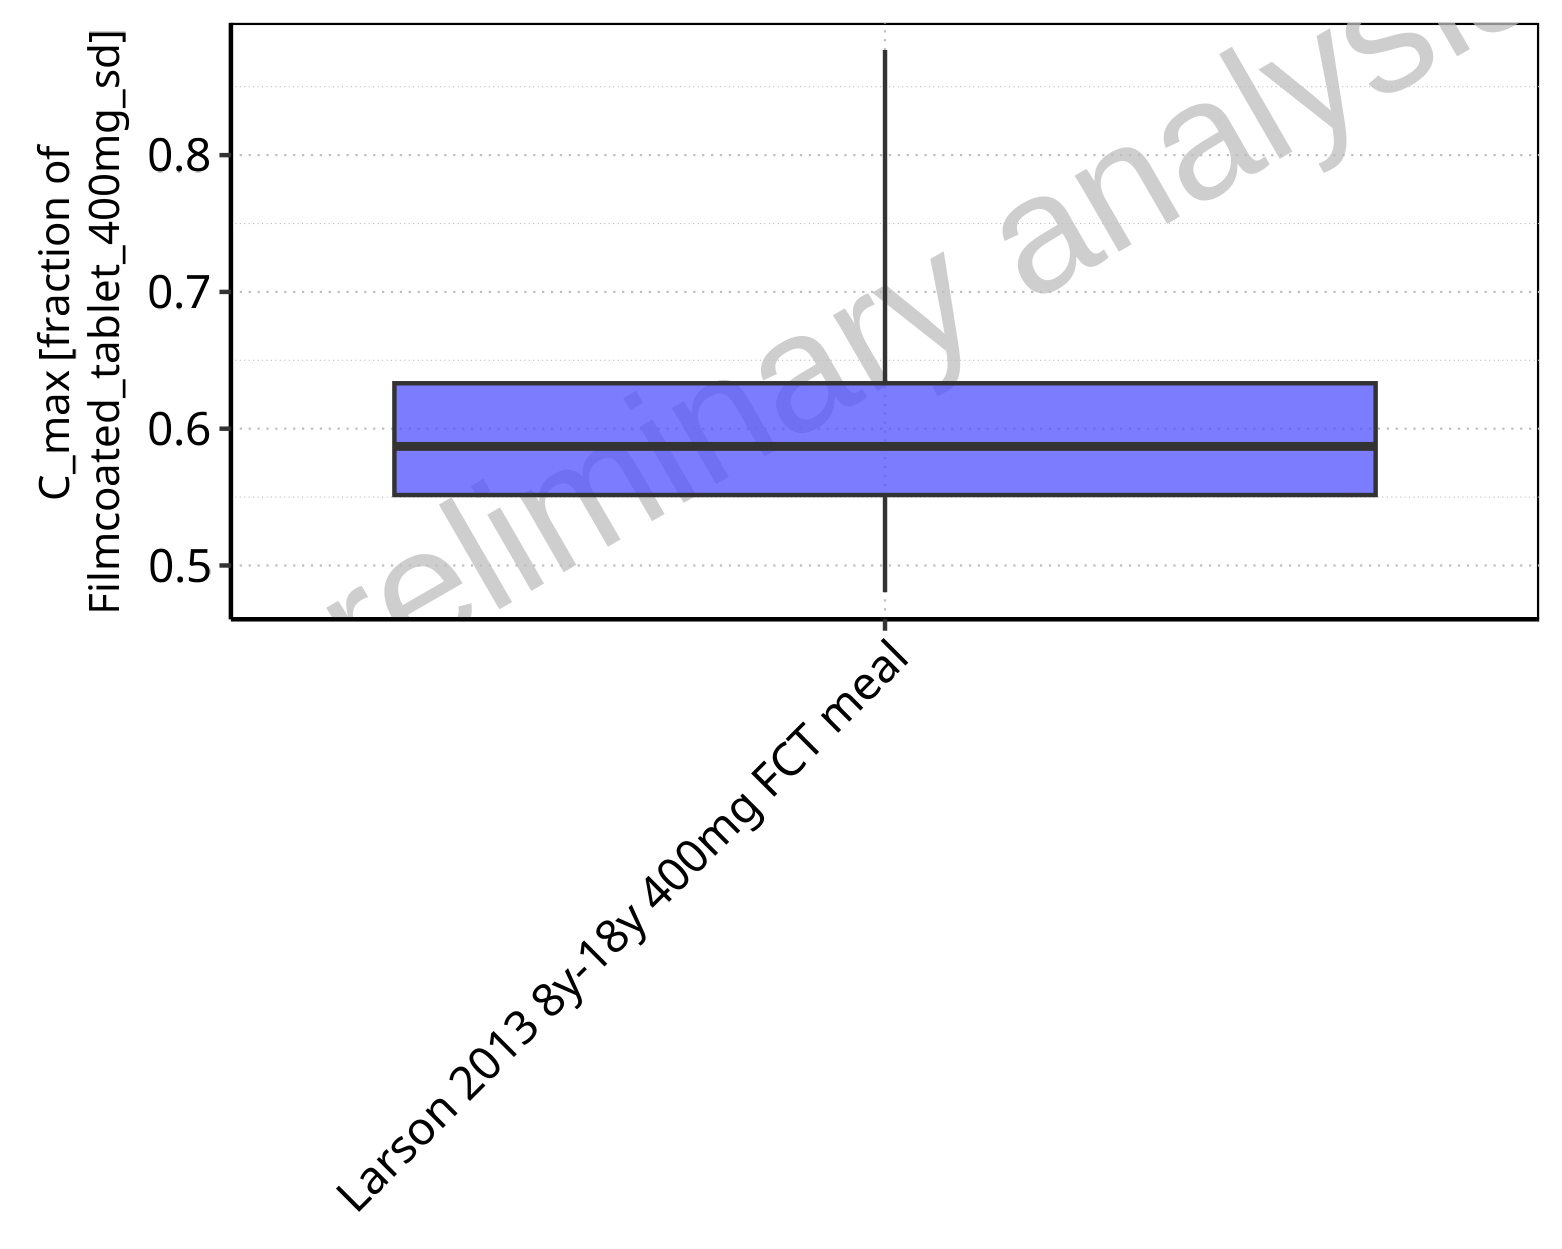 C_max [fraction of
Filmcoated_tablet_400mg_sd]
0.8
0.7
0.6
0.5
reliminary analysis
Larson 2013 8y-18y 400mg FCT meal